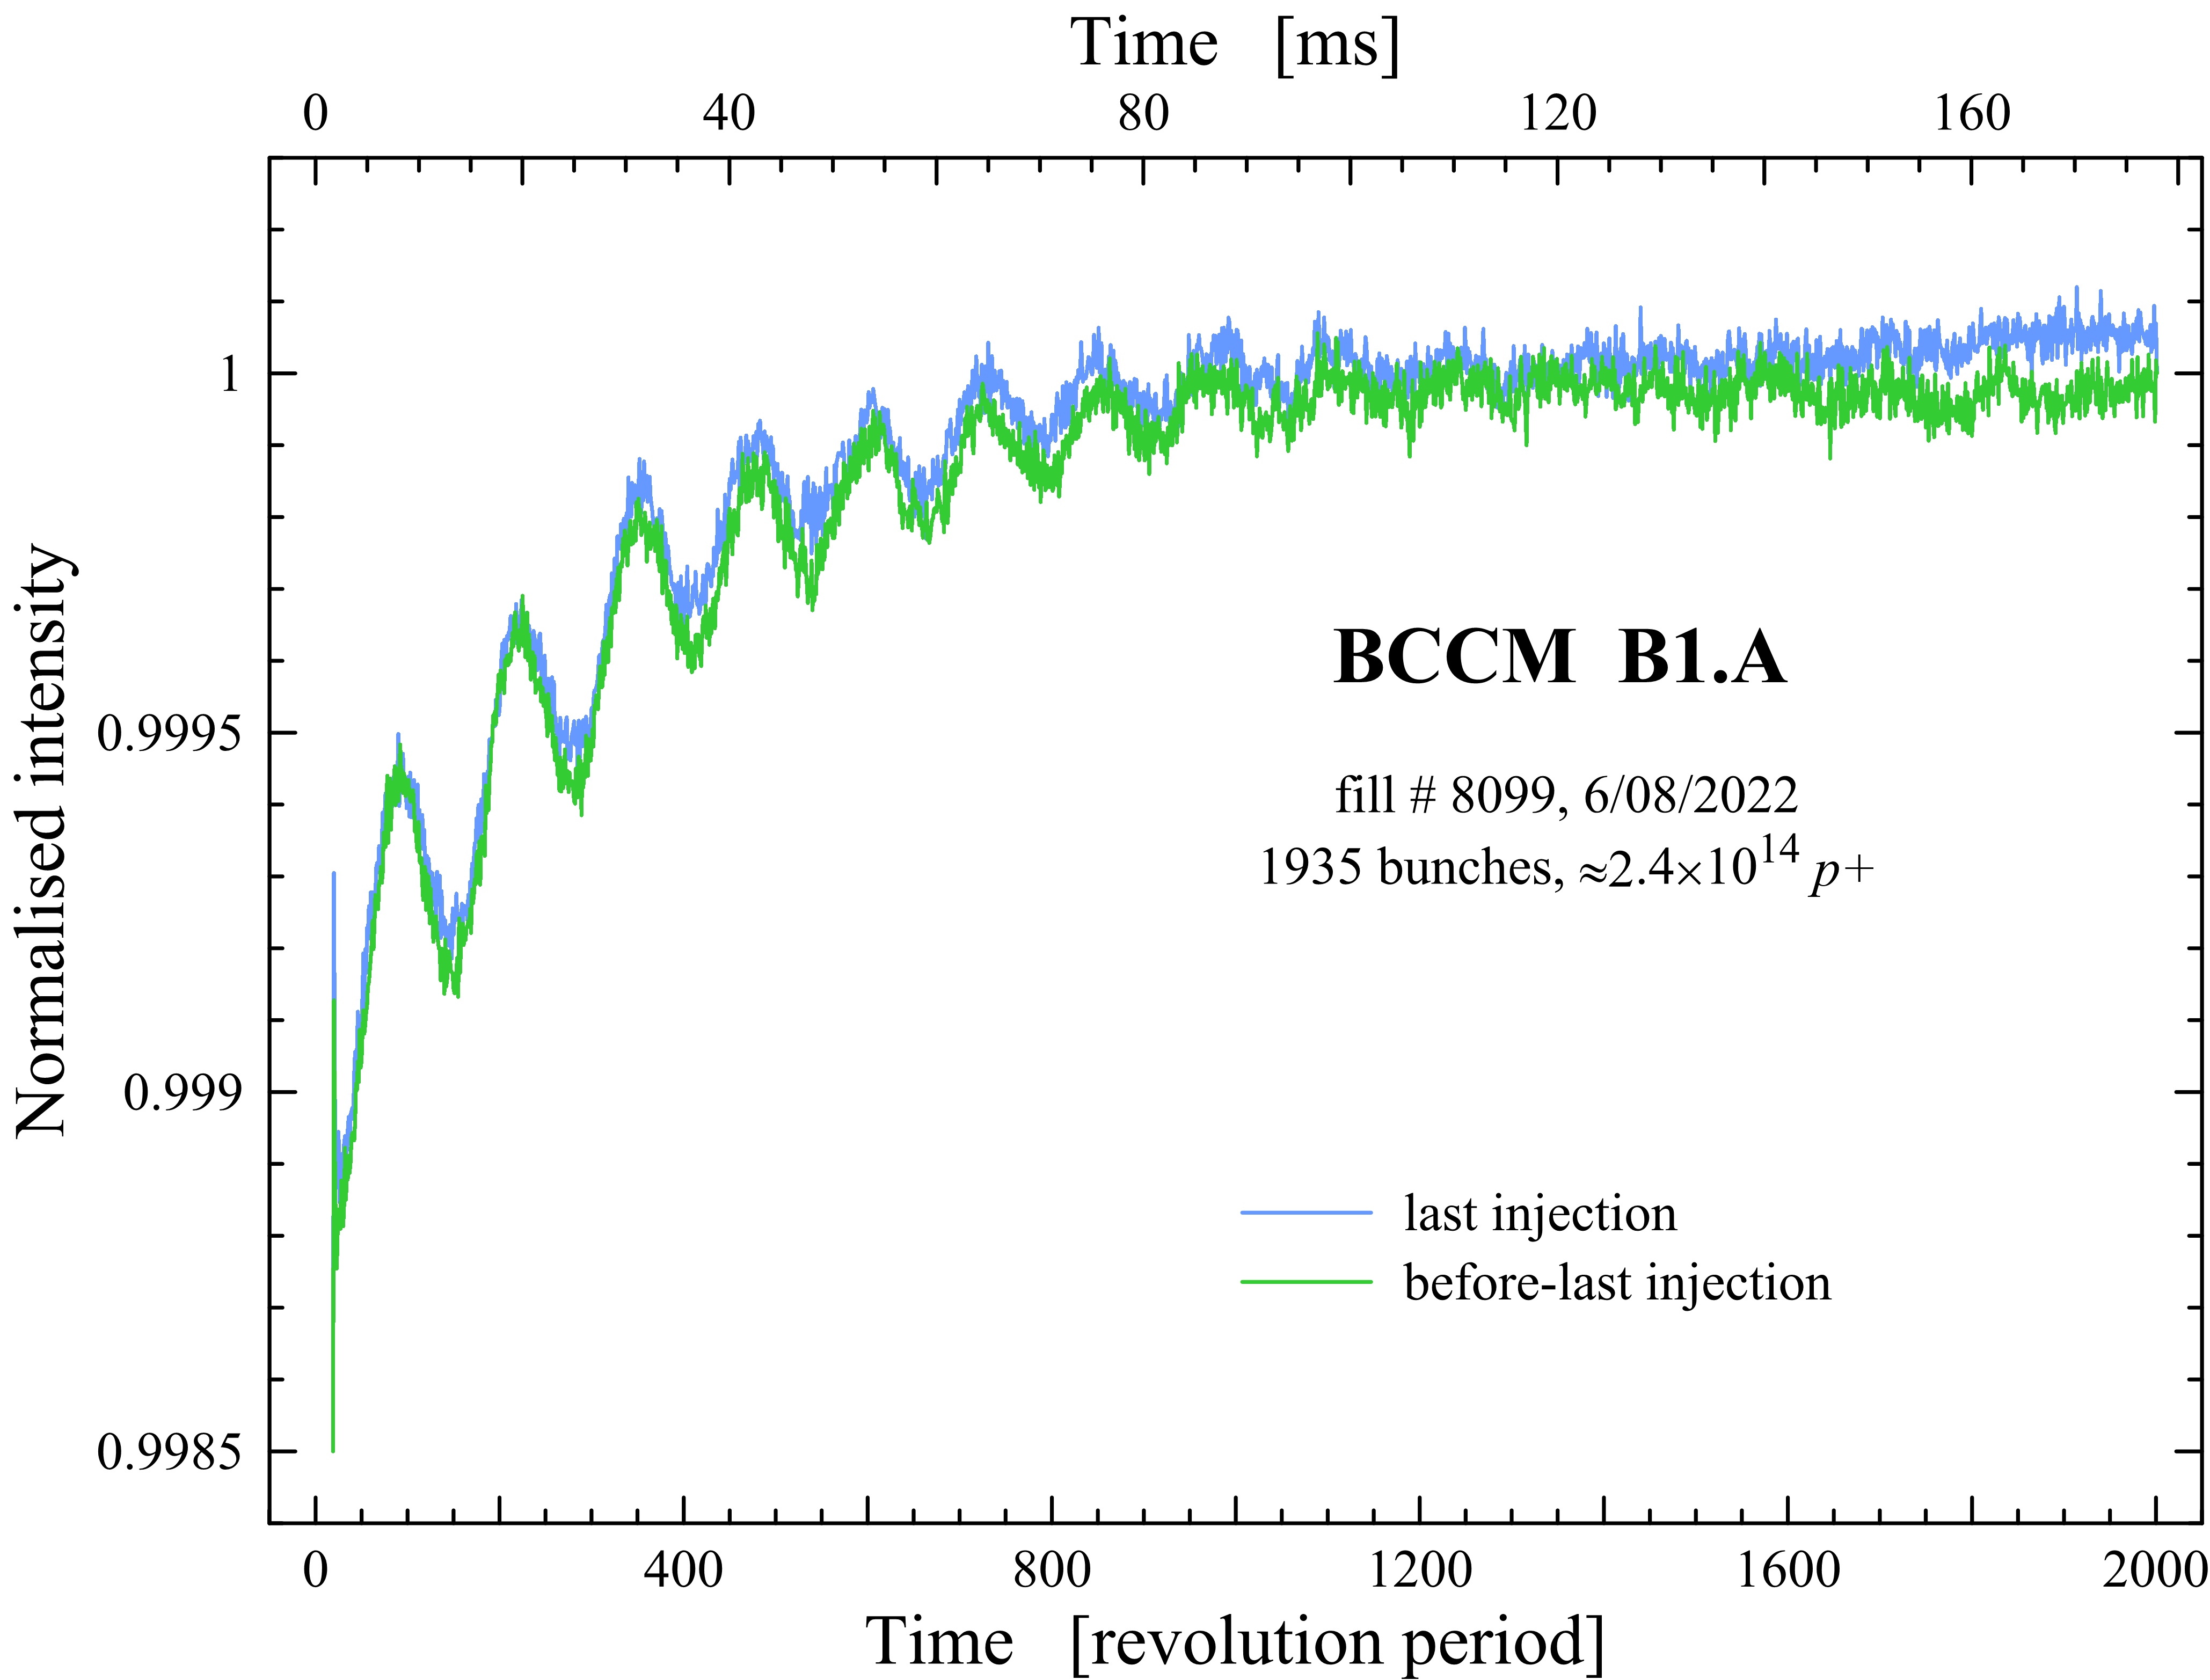 Time [ms]
0 40 80 120 160
1
0.9995
0.999
0.9985
Normalised intensity
BCCM B1.A
fill # 8099, 6/08/2022
1935 bunches, ≈2.4×10¹⁴ p+
last injection
before-last injection
0 400 800 1200 1600 2000
Time [revolution period]